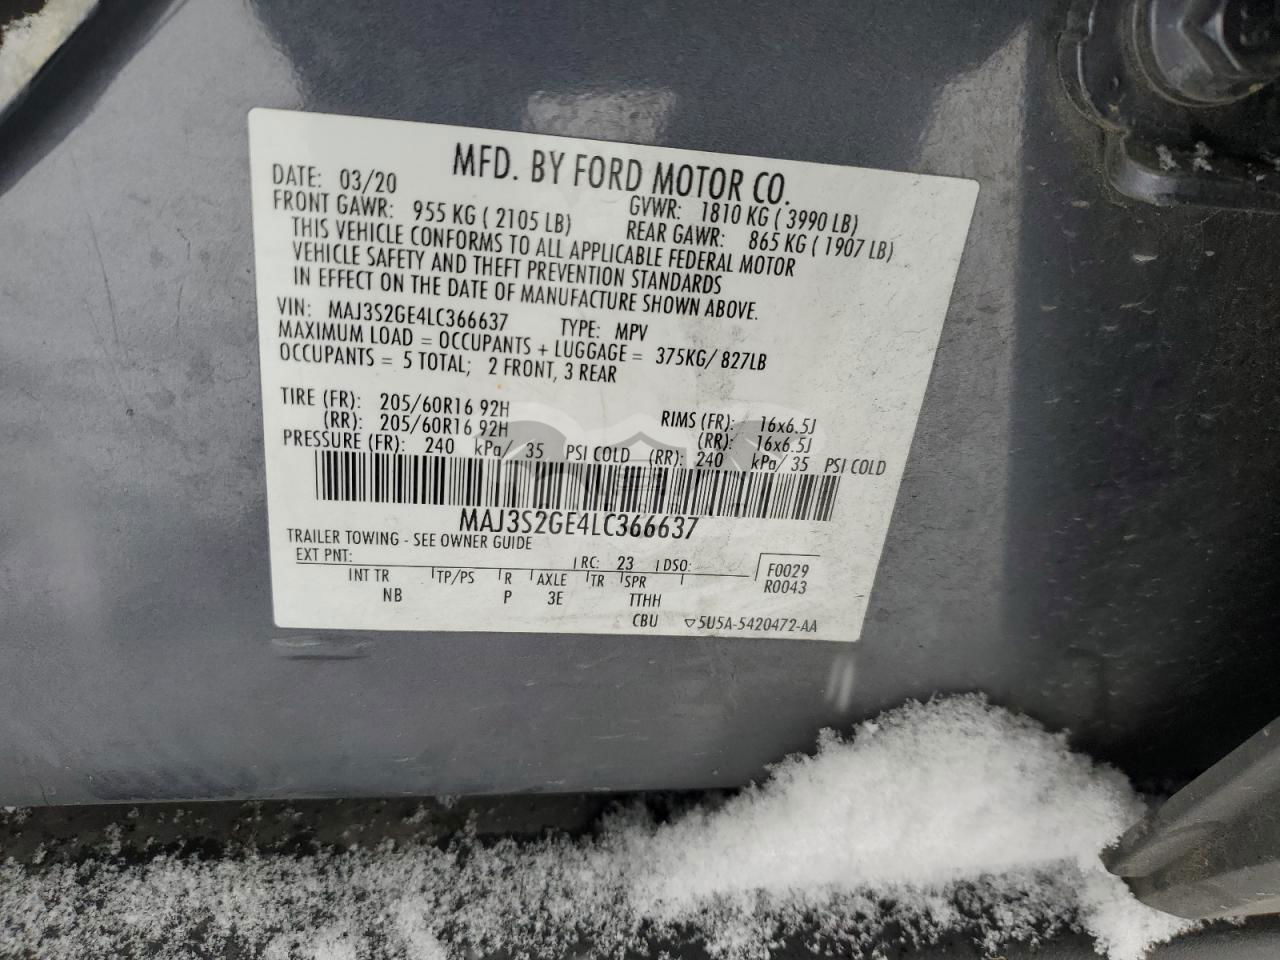 MFD. BY FORD MOTOR CO.
DATE: 03/20 GVWR: 1810 KG ( 3990 LB)
FRONT GAWR: 955 KG ( 2105 LB) REAR GAWR: 865 KG ( 1907 LB)
THIS VEHICLE CONFORMS TO ALL APPLICABLE FEDERAL MOTOR
VEHICLE SAFETY AND THEFT PREVENTION STANDARDS
IN EFFECT ON THE DATE OF MANUFACTURE SHOWN ABOVE.
VIN: MAJ3S2GE4LC366637 TYPE: MPV
MAXIMUM LOAD = OCCUPANTS + LUGGAGE = 375KG/ 827LB
OCCUPANTS = 5 TOTAL; 2 FRONT, 3 REAR
TIRE (FR): 205/60R16 92H RIMS (FR): 16x6.5J
(RR): 205/60R16 92H (RR): 16x6.5J
PRESSURE (FR): 240 kPa/ 35 PSI COLD (RR): 240 kPa/ 35 PSI COLD
MAJ3S2GE4LC366637
TRAILER TOWING - SEE OWNER GUIDE
EXT PNT: RC: 23 DSO: F0029
INT TR TP/PS R AXLE TR SPR R0043
NB P 3E TTHH
CBU 5U5A-5420472-AA